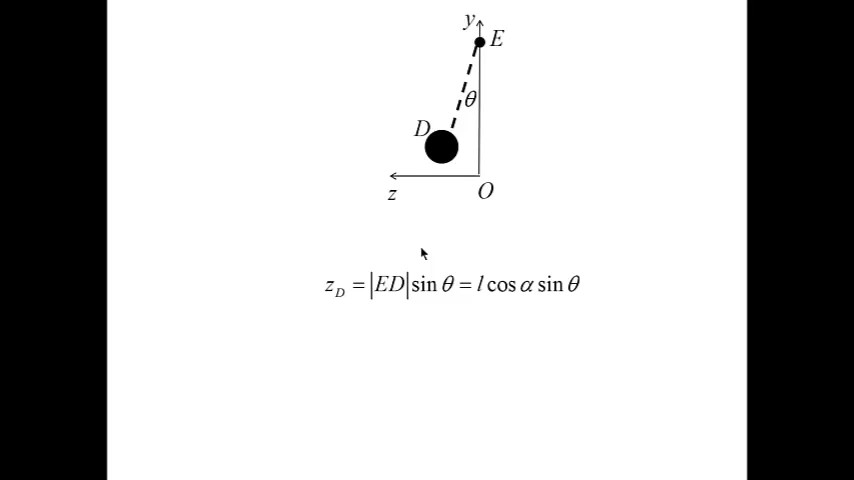 y
E
θ
D
z
O
z_D = |ED| sin θ = l cos α sin θ